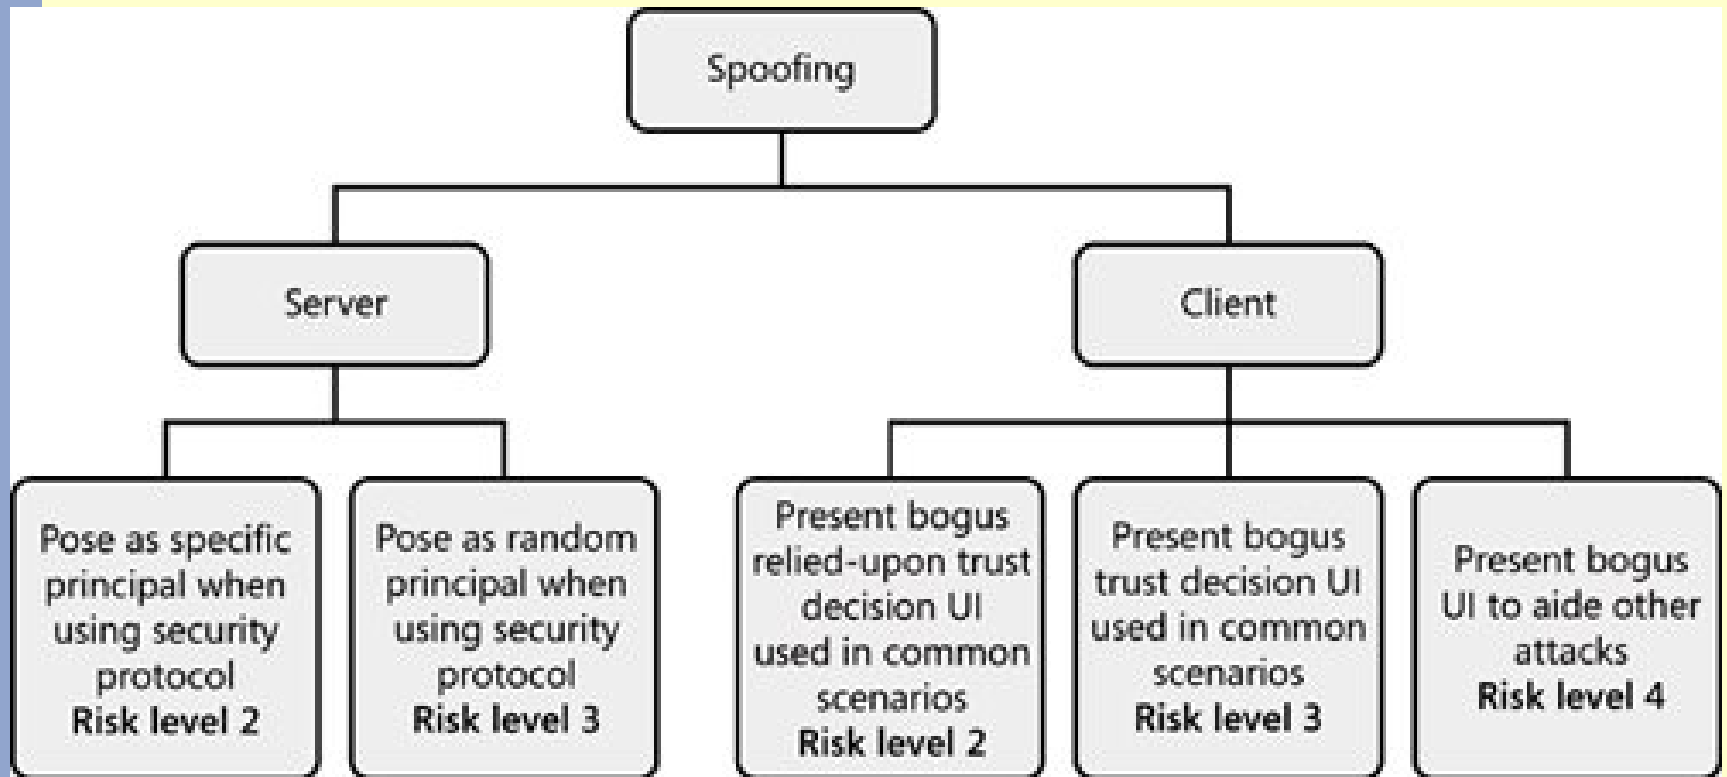 Spoofing
Server
Client
Pose as specific
principal when
using security
protocol
Risk level 2
Pose as random
principal when
using security
protocol
Risk level 3
Present bogus
relied-upon trust
decision UI
used in common
scenarios
Risk level 2
Present bogus
trust decision UI
used in common
scenarios
Risk level 3
Present bogus
UI to aide other
attacks
Risk level 4